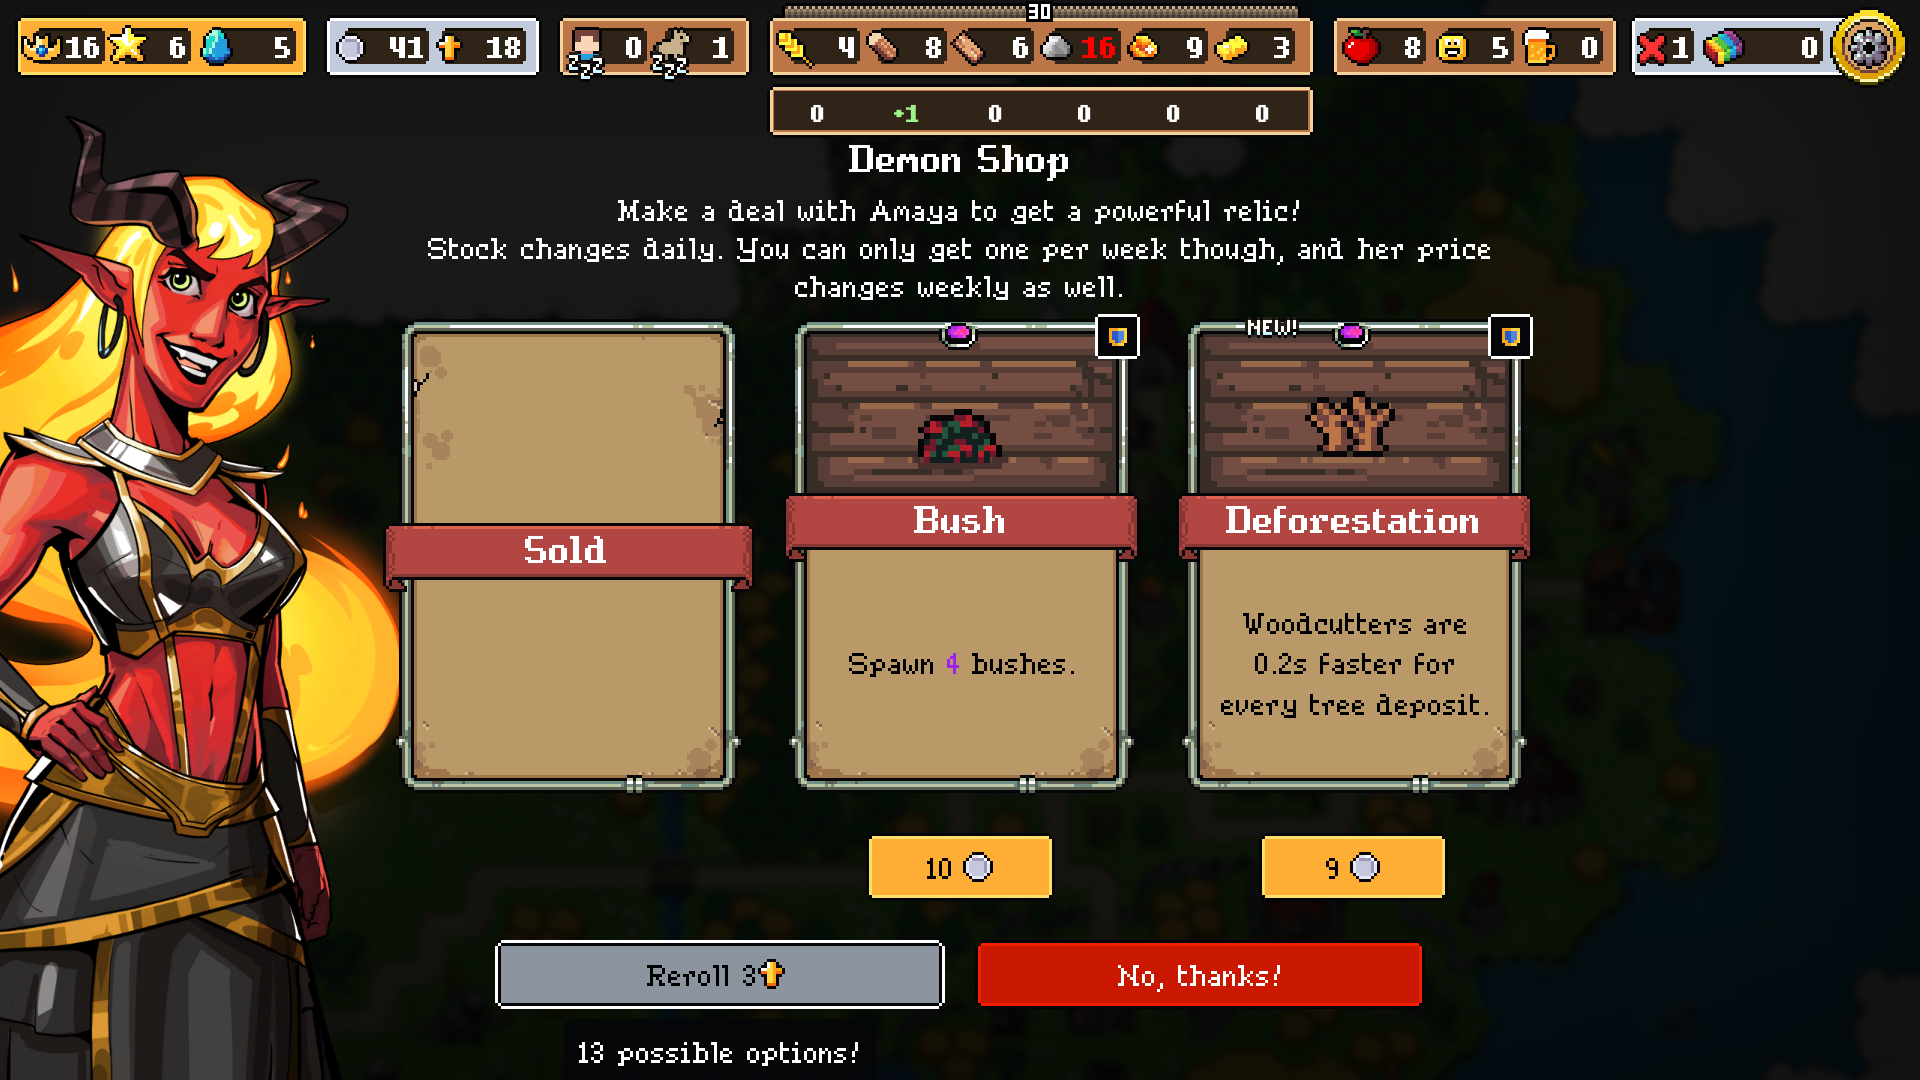 30
16 6 5 41 18 0 1 4 8 6 16 9 3 8 5 0 1 0
zzz zzz
0 +1 0 0 0 0
Demon Shop
Make a deal with Amaya to get a powerful relic!
Stock changes daily. You can only get one per week though, and her price
changes weekly as well.
Sold
Bush
Spawn 4 bushes.
10
NEW!
Deforestation
Woodcutters are
0.2s faster for
every tree deposit.
9
Reroll 3
No, thanks!
13 possible options!